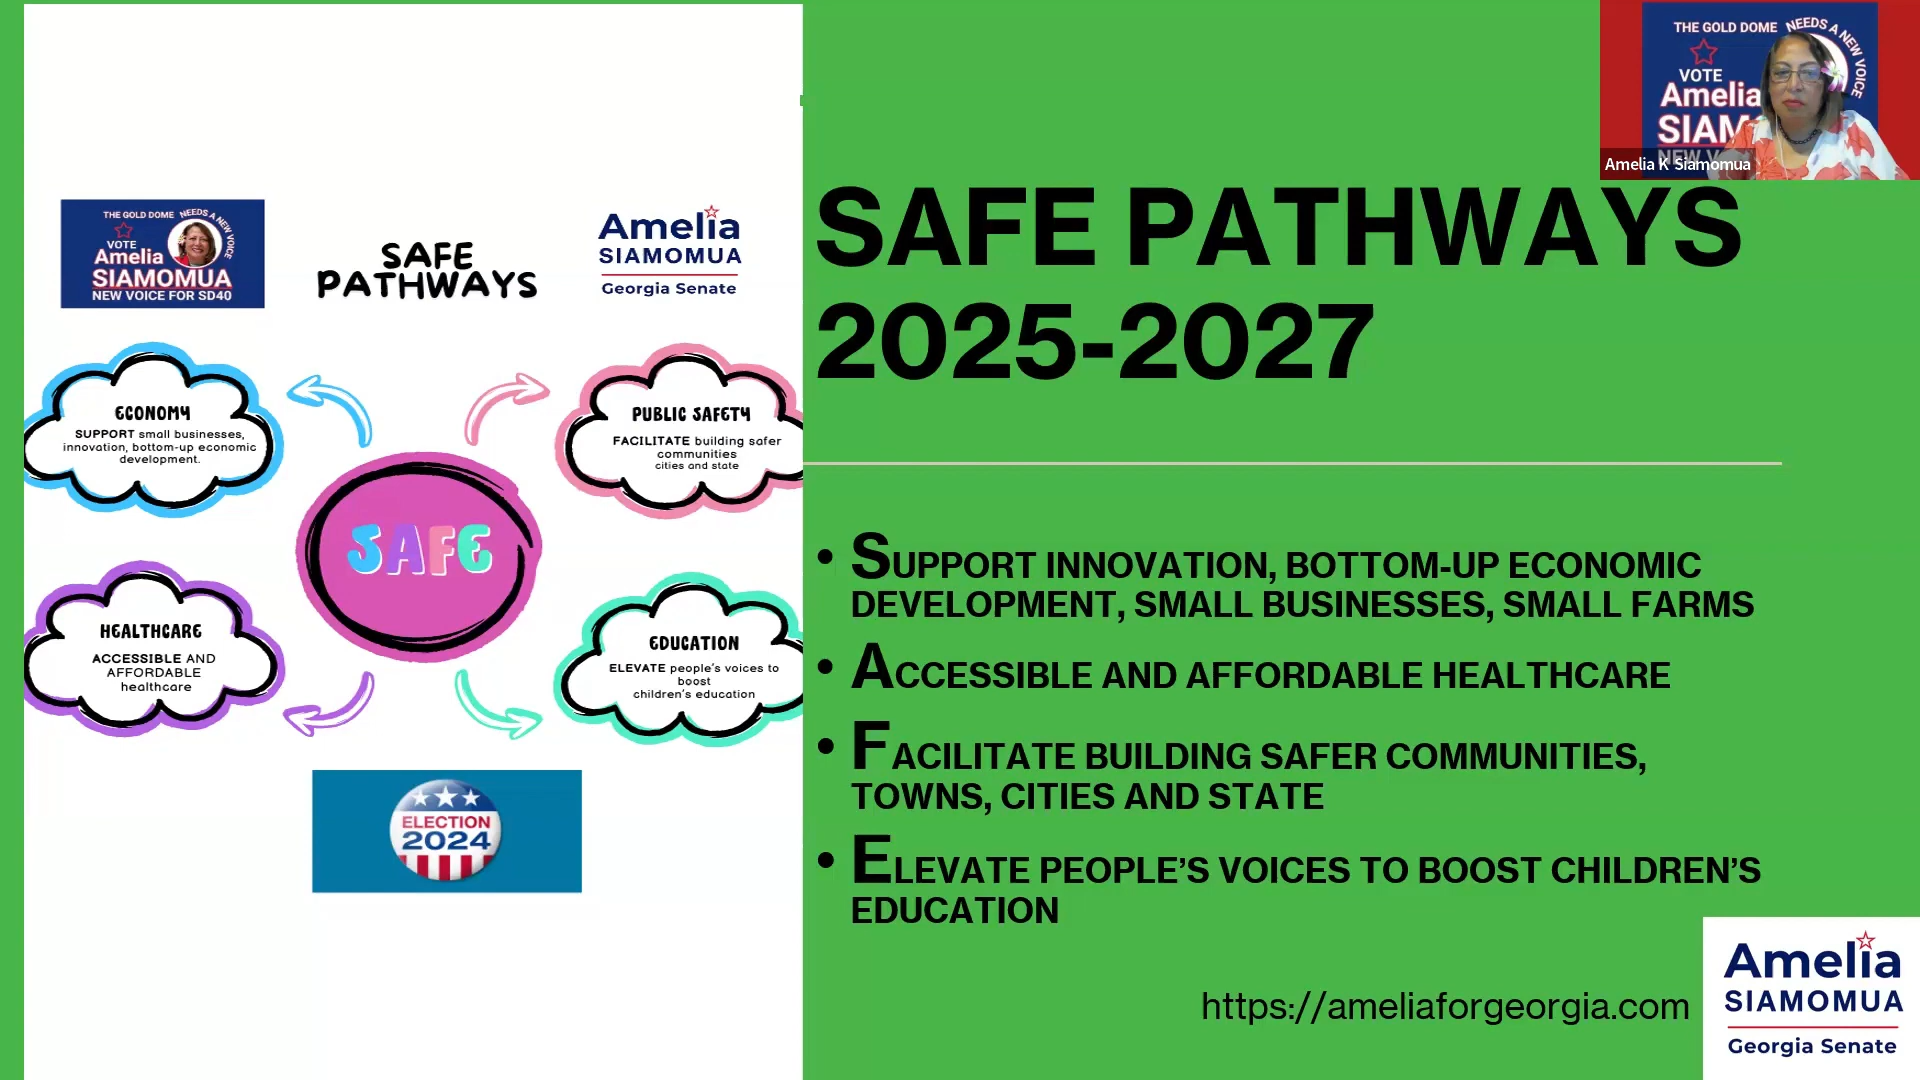 THE GOLD DOME NEEDS A NEW VOICE
VOTE
Amelia
SIAMOMUA
NEW VOICE FOR SD40
SAFE
PATHWAYS
Amelia
SIAMOMUA
Georgia Senate
ECONOMY
SUPPORT small businesses,
innovation, bottom-up economic
development.
PUBLIC SAFETY
FACILITATE building safer
communities
cities and state
SAFE
HEALTHCARE
ACCESSIBLE AND
AFFORDABLE
healthcare
EDUCATION
ELEVATE people's voices to
boost
children's education
ELECTION
2024
THE GOLD DOME NEEDS A NEW VOICE
VOTE
Amelia
SIAM
NEW V
Amelia K Siamomua
SAFE PATHWAYS
2025-2027
• SUPPORT INNOVATION, BOTTOM-UP ECONOMIC
DEVELOPMENT, SMALL BUSINESSES, SMALL FARMS
• ACCESSIBLE AND AFFORDABLE HEALTHCARE
• FACILITATE BUILDING SAFER COMMUNITIES,
TOWNS, CITIES AND STATE
• ELEVATE PEOPLE’S VOICES TO BOOST CHILDREN’S
EDUCATION
https://ameliaforgeorgia.com
Amelia
SIAMOMUA
Georgia Senate